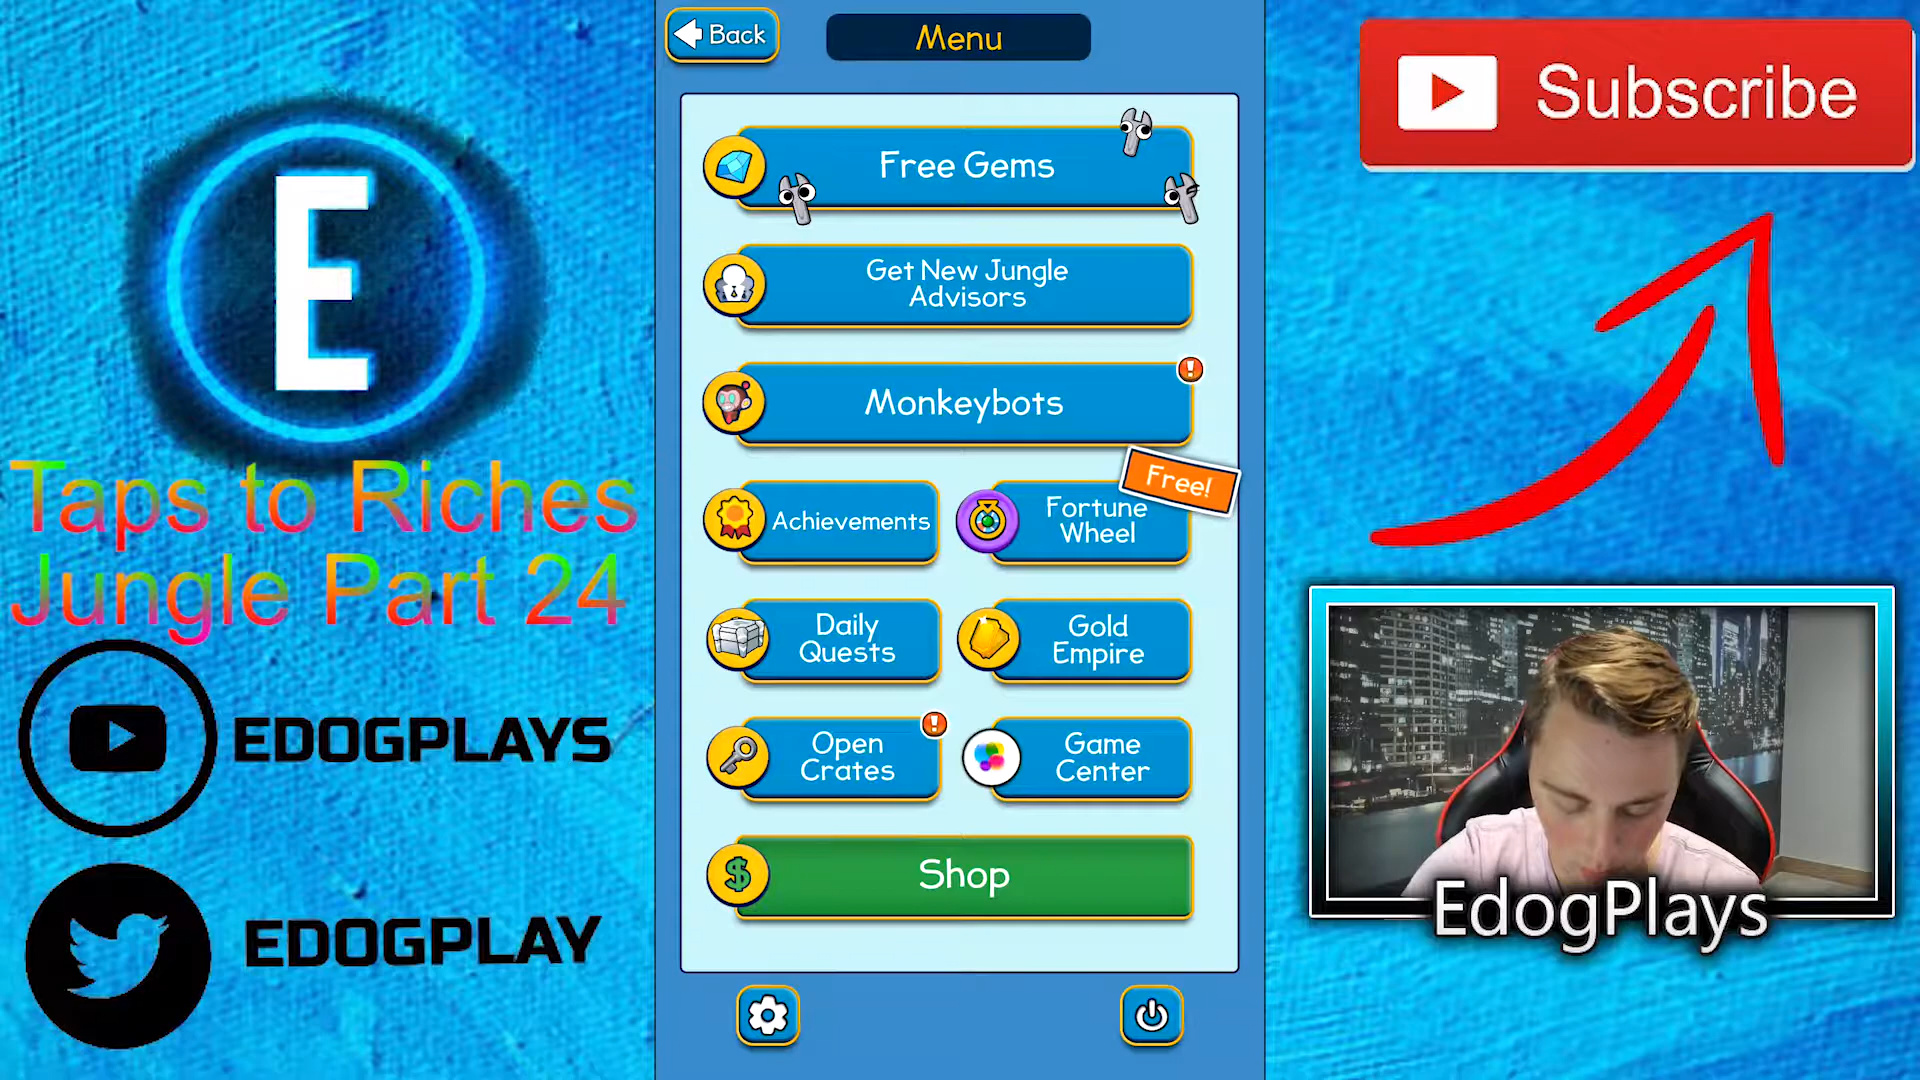 Back
Menu
Free Gems
Get New Jungle
Advisors
!
Monkeybots
Free!
Achievements
Fortune
Wheel
Daily
Quests
Gold
Empire
!
Open
Crates
Game
Center
$
Shop
E
Taps to Riches
Jungle Part 24
EDOGPLAYS
EDOGPLAY
Subscribe
EdogPlays